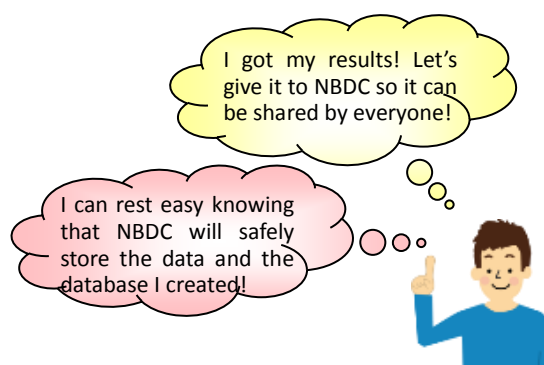 I got my results! Let's
give it to NBDC so it can
be shared by everyone!
I can rest easy knowing
that NBDC will safely
store the data and the
database I created!